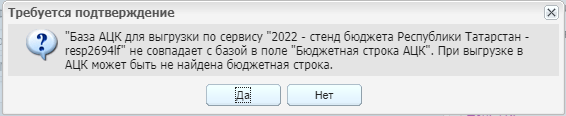 Требуется подтверждение
"База АЦК для выгрузки по сервису "2022 - стенд бюджета Республики Татарстан -
resp2694lf" не совпадает с базой в поле "Бюджетная строка АЦК". При выгрузке в
АЦК может быть не найдена бюджетная строка.
Да Нет